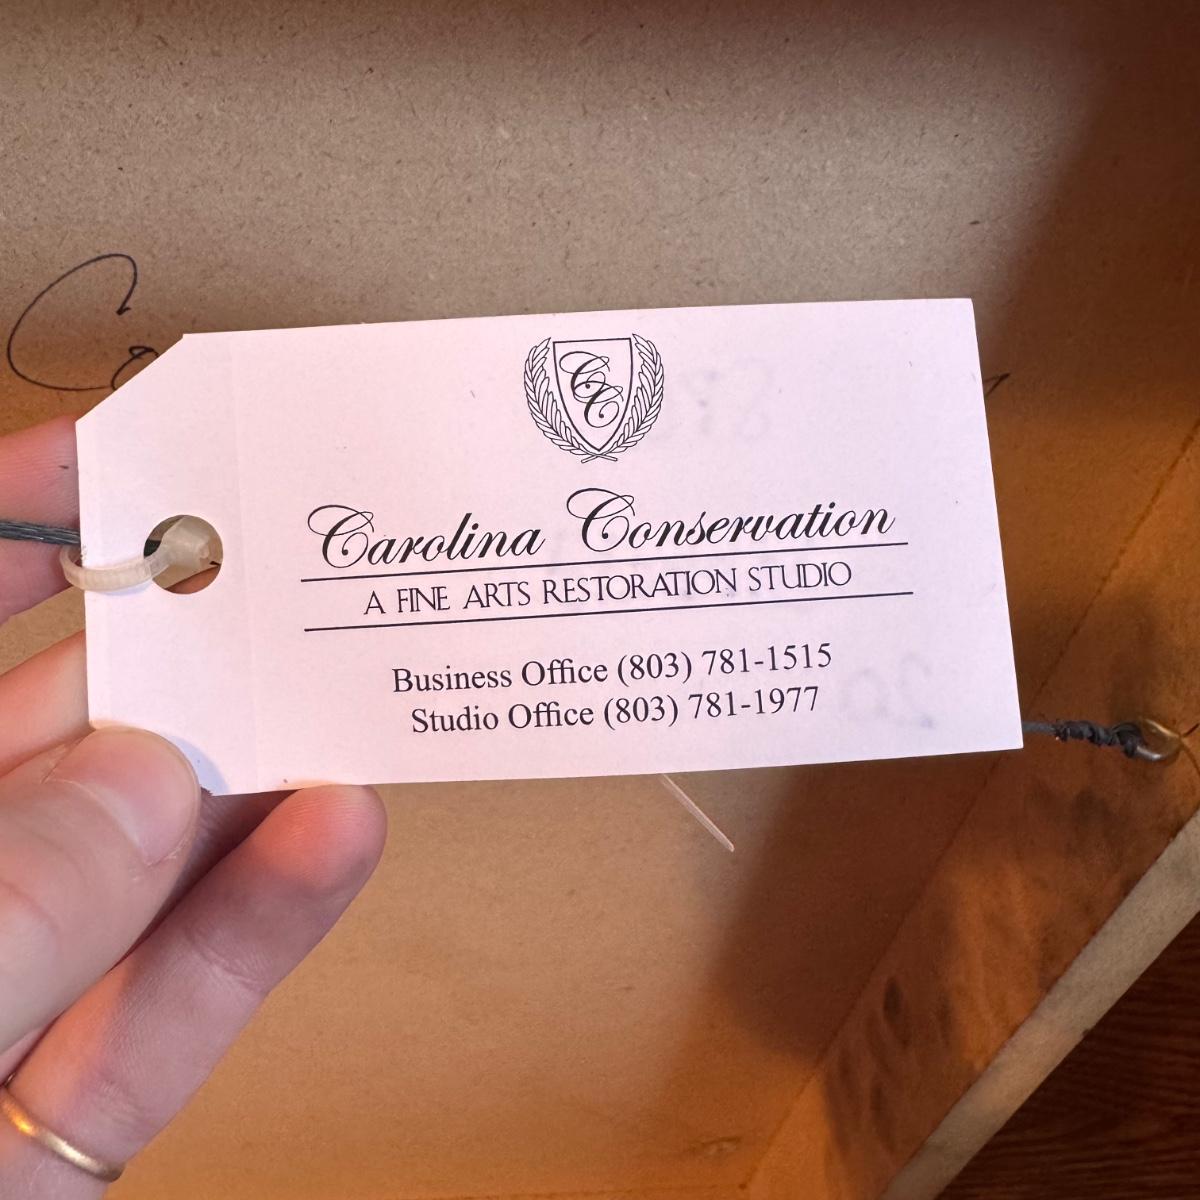 CC
Carolina Conservation
A FINE ARTS RESTORATION STUDIO
Business Office (803) 781-1515
Studio Office (803) 781-1977